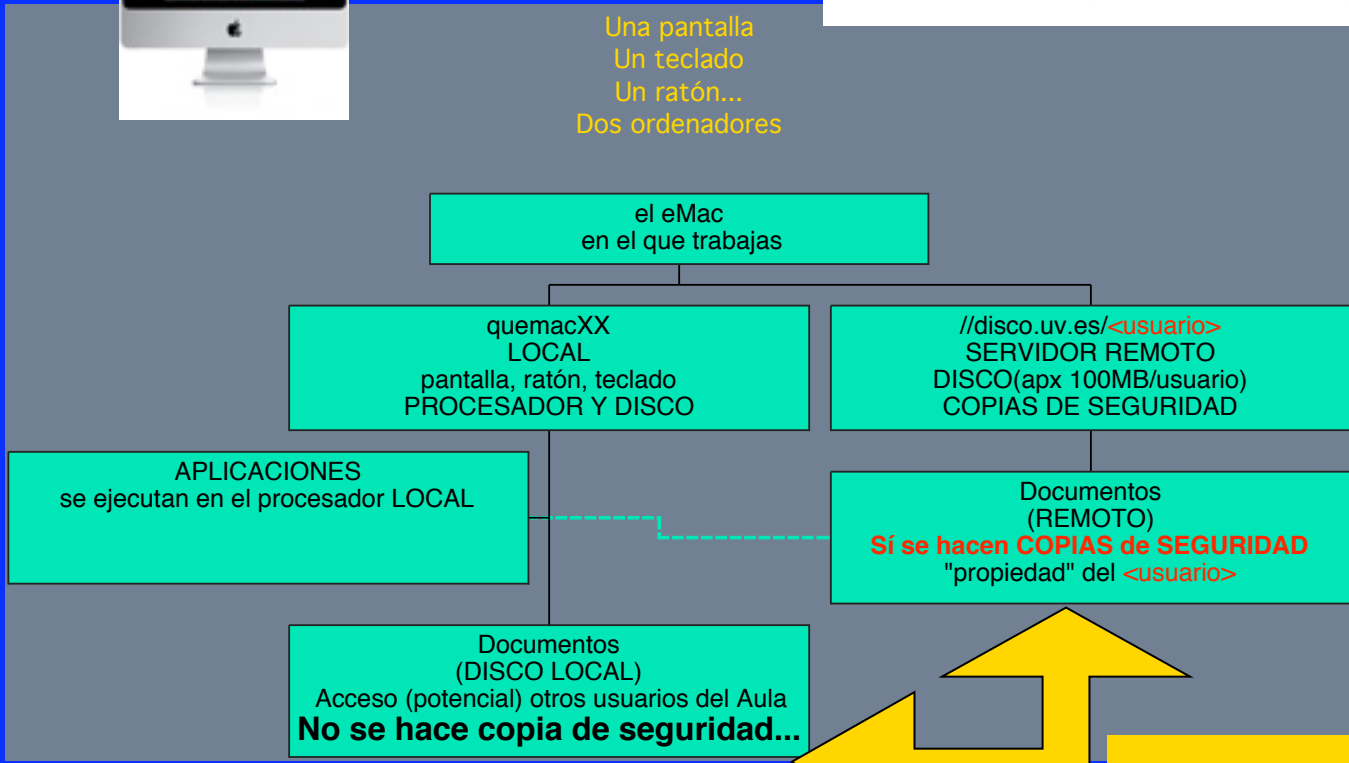 Una pantalla
Un teclado
Un ratón...
Dos ordenadores
el eMac
en el que trabajas
quemacXX
LOCAL
pantalla, ratón, teclado
PROCESADOR Y DISCO
//disco.uv.es/<usuario>
SERVIDOR REMOTO
DISCO(apx 100MB/usuario)
COPIAS DE SEGURIDAD
APLICACIONES
se ejecutan en el procesador LOCAL
Documentos
(REMOTO)
Sí se hacen COPIAS de SEGURIDAD
"propiedad" del <usuario>
Documentos
(DISCO LOCAL)
Acceso (potencial) otros usuarios del Aula
No se hace copia de seguridad...